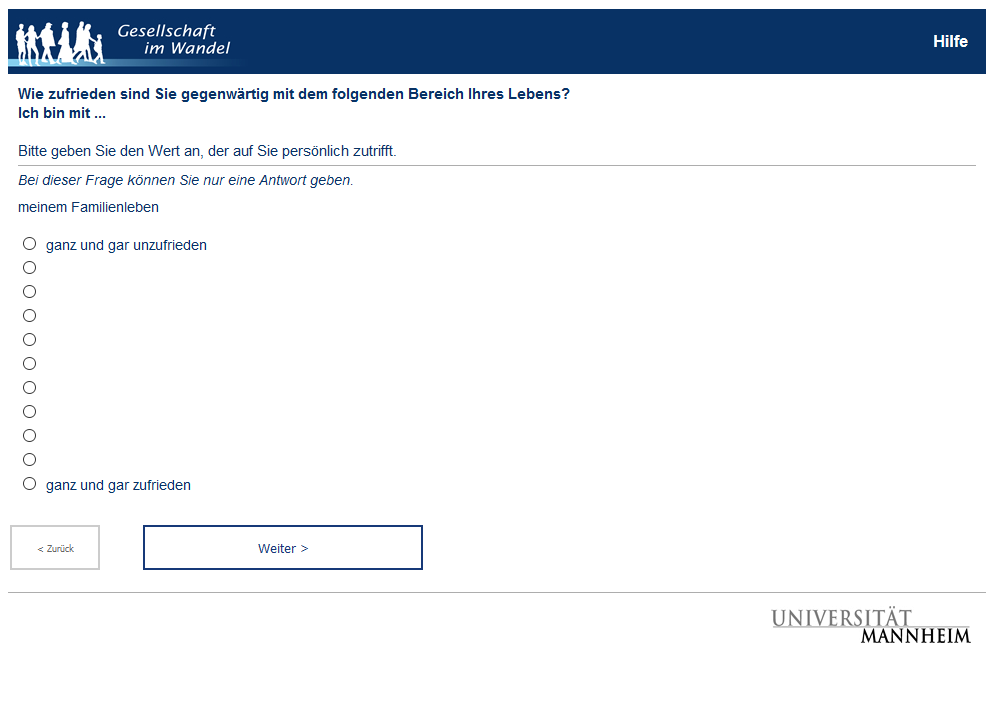 Gesellschaft
im Wandel
Hilfe
Wie zufrieden sind Sie gegenwärtig mit dem folgenden Bereich Ihres Lebens?
Ich bin mit ...
Bitte geben Sie den Wert an, der auf Sie persönlich zutrifft.
Bei dieser Frage können Sie nur eine Antwort geben.
meinem Familienleben
ganz und gar unzufrieden
ganz und gar zufrieden
< Zurück
Weiter >
UNIVERSITÄT
MANNHEIM